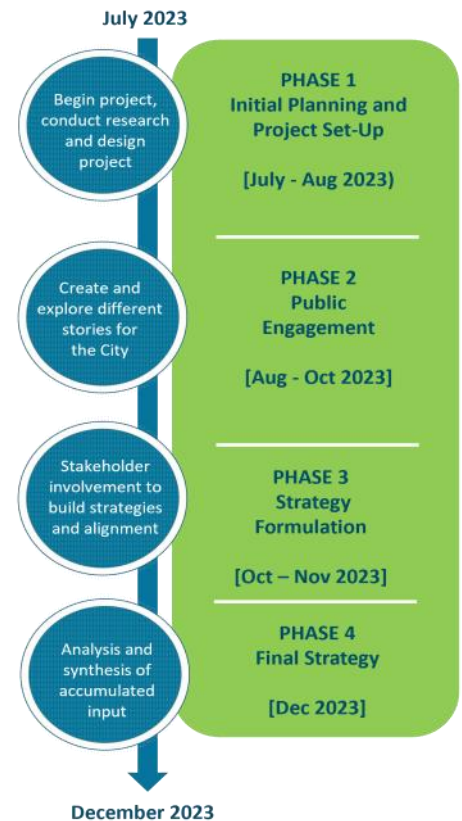 July 2023
Begin project,
conduct research
and design
project
PHASE 1
Initial Planning and
Project Set-Up
[July - Aug 2023)
Create and
explore different
stories for
the City
PHASE 2
Public
Engagement
[Aug - Oct 2023]
Stakeholder
involvement to
build strategies
and alignment
PHASE 3
Strategy
Formulation
[Oct – Nov 2023]
Analysis and
synthesis of
accumulated
input
PHASE 4
Final Strategy
[Dec 2023]
December 2023